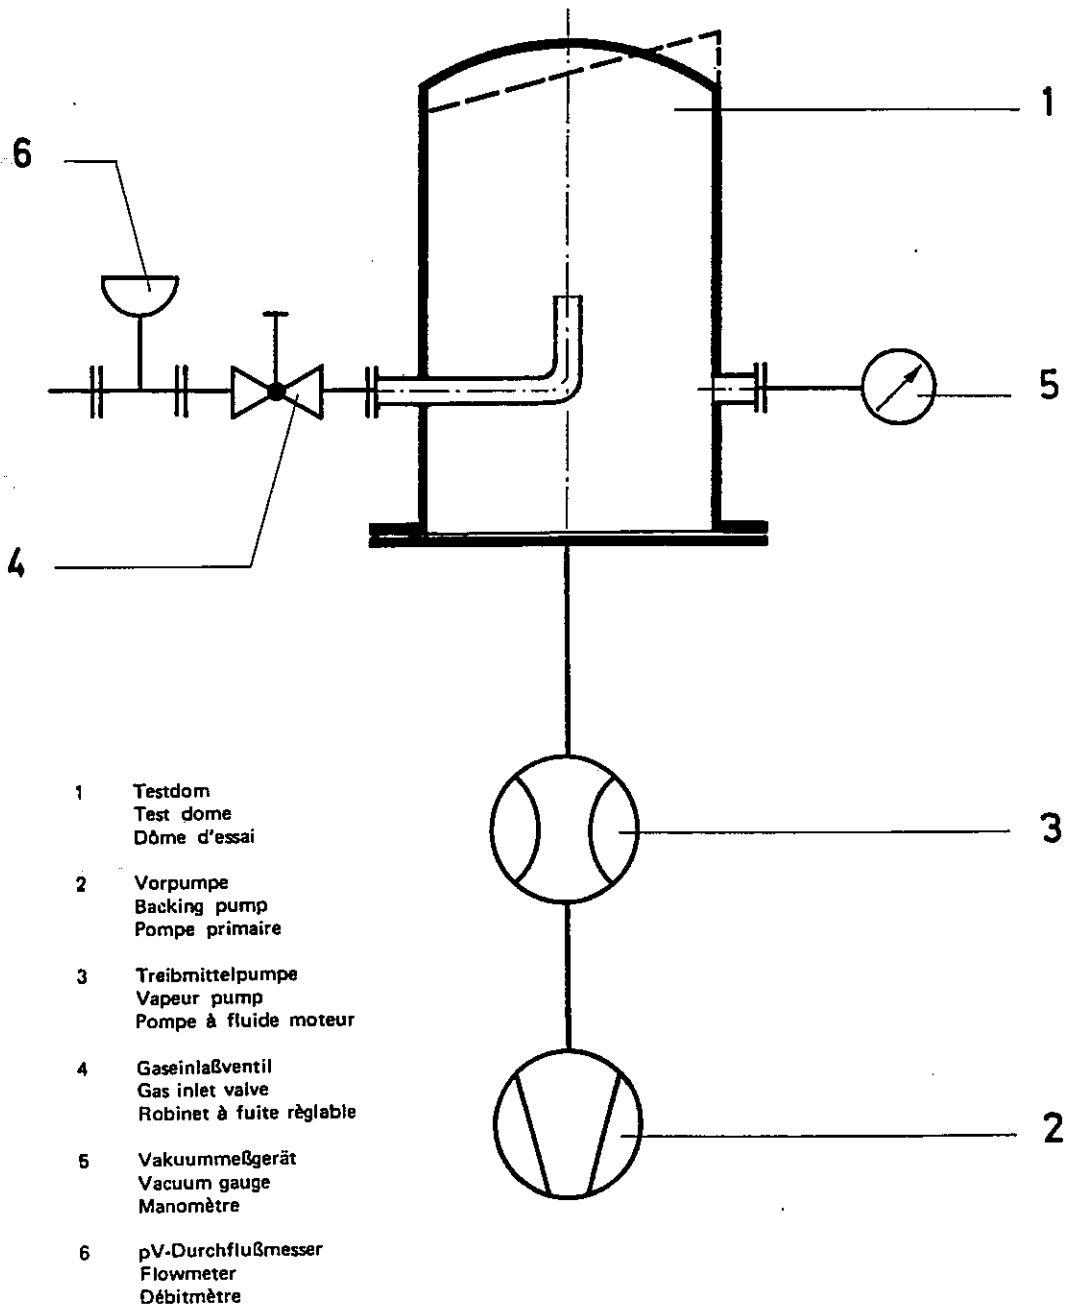 1
6
5
4
3
2
1 Testdom
Test dome
Dôme d'essai
2 Vorpumpe
Backing pump
Pompe primaire
3 Treibmittelpumpe
Vapeur pump
Pompe à fluide moteur
4 Gaseinlaßventil
Gas inlet valve
Robinet à fuite règlable
5 Vakuummeßgerät
Vacuum gauge
Manomètre
6 pV-Durchflußmesser
Flowmeter
Débitmètre